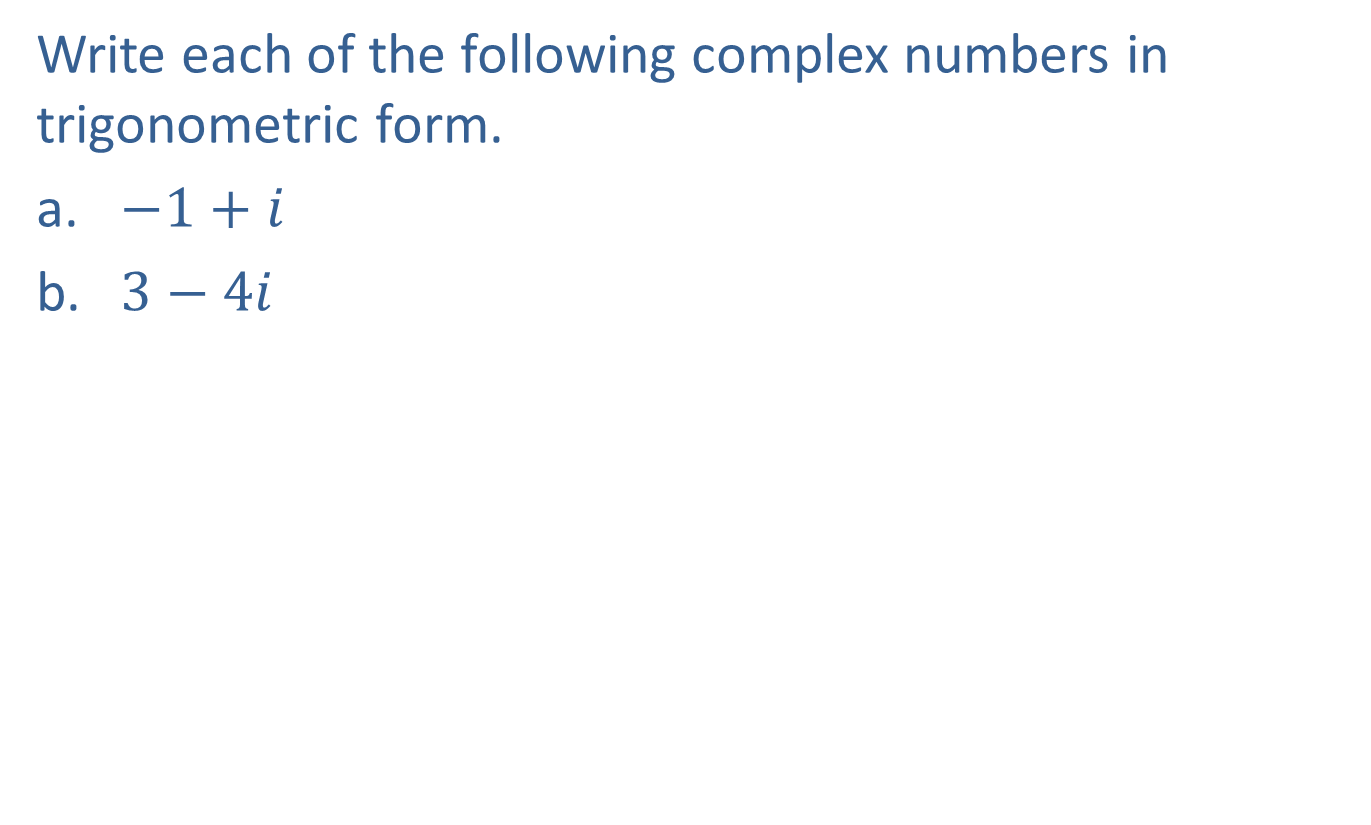 Write each of the following complex numbers in
trigonometric form.
a. −1 + i
b. 3 − 4i